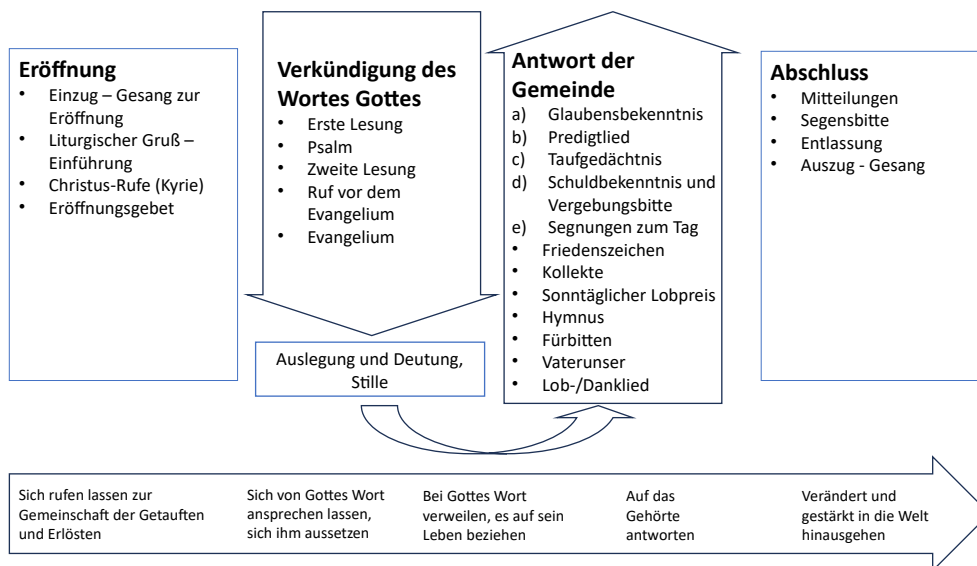 Eröffnung
• Einzug – Gesang zur
Eröffnung
• Liturgischer Gruß –
Einführung
• Christus-Rufe (Kyrie)
• Eröffnungsgebet
Verkündigung des
Wortes Gottes
• Erste Lesung
• Psalm
• Zweite Lesung
• Ruf vor dem
Evangelium
• Evangelium
Auslegung und Deutung,
Stille
Antwort der
Gemeinde
a) Glaubensbekenntnis
b) Predigtlied
c) Taufgedächtnis
d) Schuldbekenntnis und
Vergebungsbitte
e) Segnungen zum Tag
• Friedenszeichen
• Kollekte
• Sonntäglicher Lobpreis
• Hymnus
• Fürbitten
• Vaterunser
• Lob-/Danklied
Abschluss
• Mitteilungen
• Segensbitte
• Entlassung
• Auszug - Gesang
Sich rufen lassen zur
Gemeinschaft der Getauften
und Erlösten
Sich von Gottes Wort
ansprechen lassen,
sich ihm aussetzen
Bei Gottes Wort
verweilen, es auf sein
Leben beziehen
Auf das
Gehörte
antworten
Verändert und
gestärkt in die Welt
hinausgehen